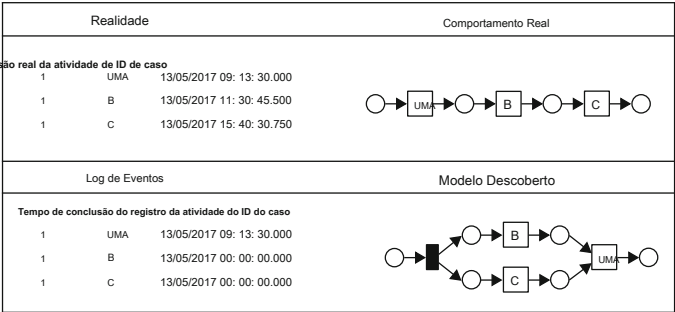 Realidade
Comportamento Real
são real da atividade de ID de caso
1 UMA 13/05/2017 09: 13: 30.000
1 B 13/05/2017 11: 30: 45.500
1 C 13/05/2017 15: 40: 30.750
UMA B C
Log de Eventos
Modelo Descoberto
Tempo de conclusão do registro da atividade do ID do caso
1 UMA 13/05/2017 09: 13: 30.000
1 B 13/05/2017 00: 00: 00.000
1 C 13/05/2017 00: 00: 00.000
B
UMA
C